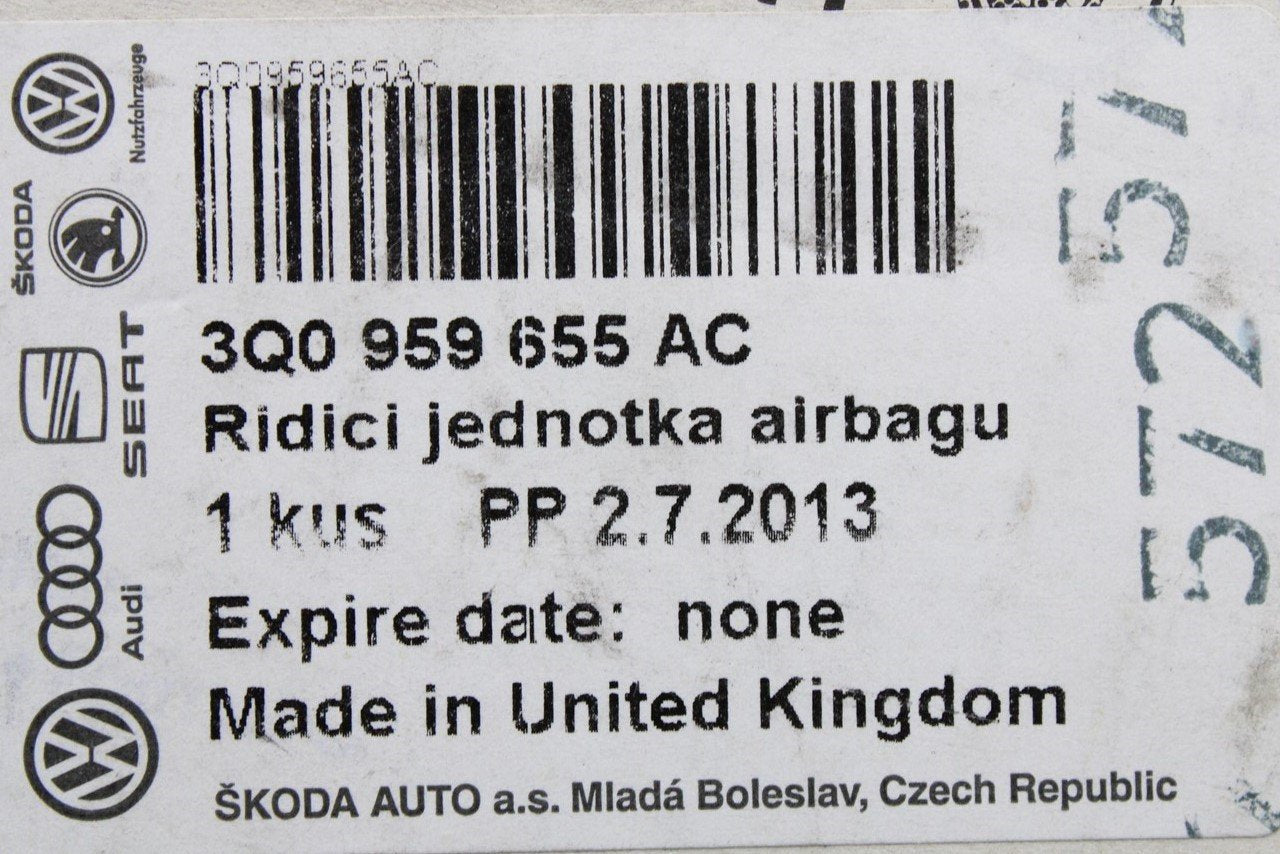 3Q0959655AC
3Q0 959 655 AC
Ridici jednotka airbagu
1 kus PP 2.7.2013
Expire date: none
Made in United Kingdom
ŠKODA AUTO a.s. Mladá Boleslav, Czech Republic
Nutzfahrzeuge
ŠKODA
SEAT
Audi